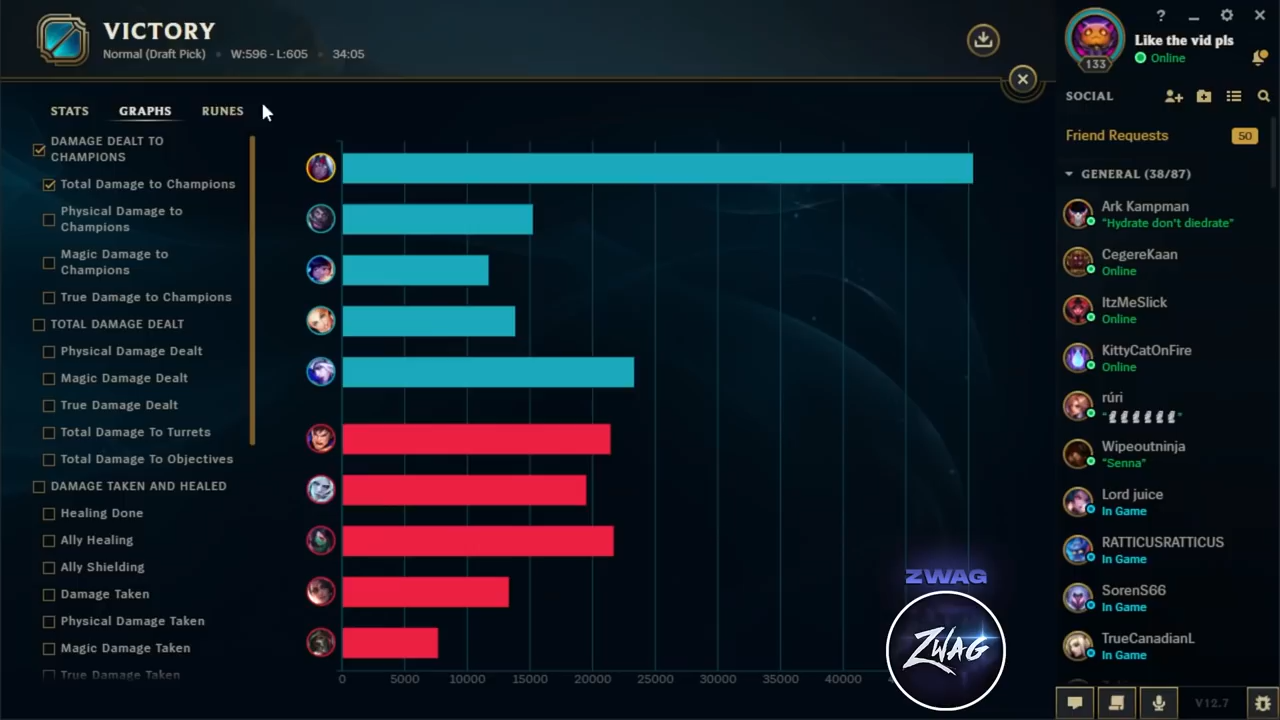 VICTORY
Normal (Draft Pick) • W:596 - L:605 • 34:05
STATS GRAPHS RUNES
DAMAGE DEALT TO
CHAMPIONS
Total Damage to Champions
Physical Damage to
Champions
Magic Damage to
Champions
True Damage to Champions
TOTAL DAMAGE DEALT
Physical Damage Dealt
Magic Damage Dealt
True Damage Dealt
Total Damage To Turrets
Total Damage To Objectives
DAMAGE TAKEN AND HEALED
Healing Done
Ally Healing
Ally Shielding
Damage Taken
Physical Damage Taken
Magic Damage Taken
True Damage Taken
0 5000 10000 15000 20000 25000 30000 35000 40000
ZWAG
ZWAG
?
133
Like the vid pls
Online
SOCIAL
Friend Requests 50
GENERAL (38/87)
Ark Kampman
"Hydrate don't diedrate"
CegereKaan
Online
ItzMeSlick
Online
KittyCatOnFire
Online
rúri
Wipeoutninja
"Senna"
Lord juice
In Game
RATTICUSRATTICUS
In Game
SorenS66
In Game
TrueCanadianL
In Game
V12.7